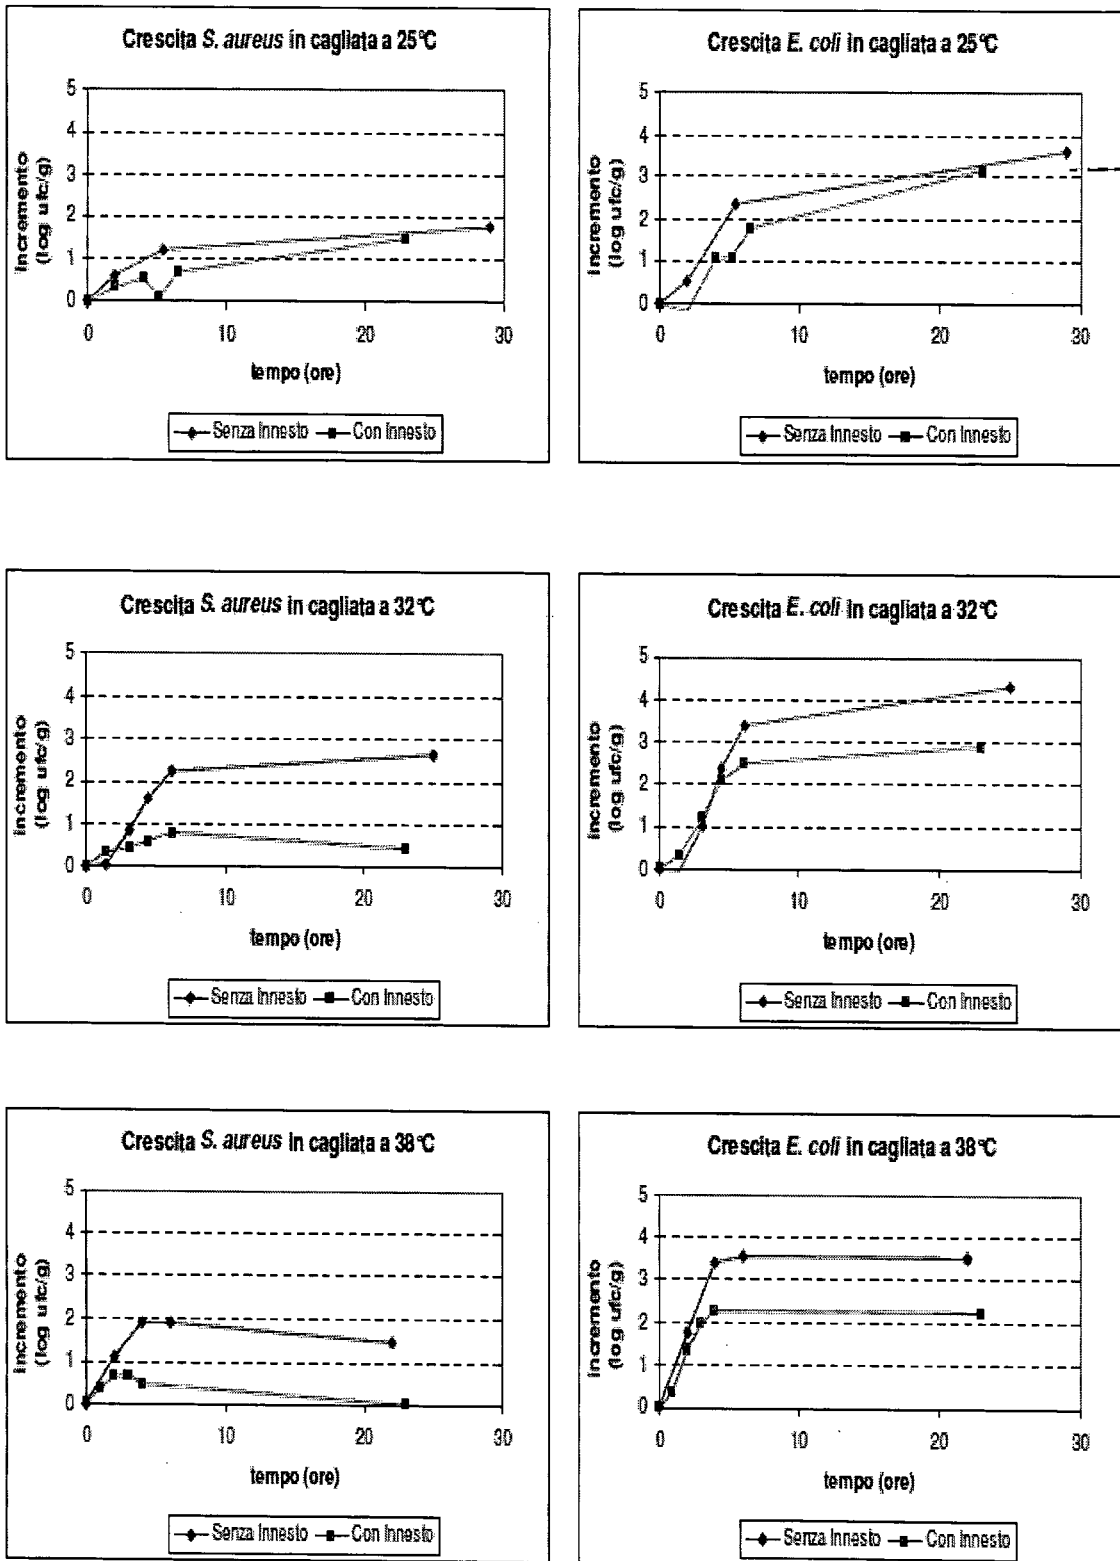 Crescita S. aureus in cagliata a 25°C
Incremento
(log ufc/g)
5
4
3
2
1
0
0 10 20 30
tempo (ore)
Senza Innesto Con Innesto
Crescita E. coli in cagliata a 25°C
Incremento
(log ufc/g)
5
4
3
2
1
0
0 10 20 30
tempo (ore)
Senza Innesto Con Innesto
Crescita S. aureus in cagliata a 32°C
Incremento
(log ufc/g)
5
4
3
2
1
0
0 10 20 30
tempo (ore)
Senza Innesto Con Innesto
Crescita E. coli in cagliata a 32°C
Incremento
(log ufc/g)
5
4
3
2
1
0
0 10 20 30
tempo (ore)
Senza Innesto Con Innesto
Crescita S. aureus in cagliata a 38°C
Incremento
(log ufc/g)
5
4
3
2
1
0
0 10 20 30
tempo (ore)
Senza Innesto Con Innesto
Crescita E. coli in cagliata a 38°C
Incremento
(log ufc/g)
5
4
3
2
1
0
0 10 20 30
tempo (ore)
Senza Innesto Con Innesto